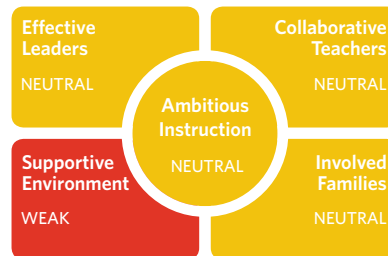 Effective
Leaders
NEUTRAL
Collaborative
Teachers
NEUTRAL
Ambitious
Instruction
NEUTRAL
Supportive
Environment
WEAK
Involved
Families
NEUTRAL